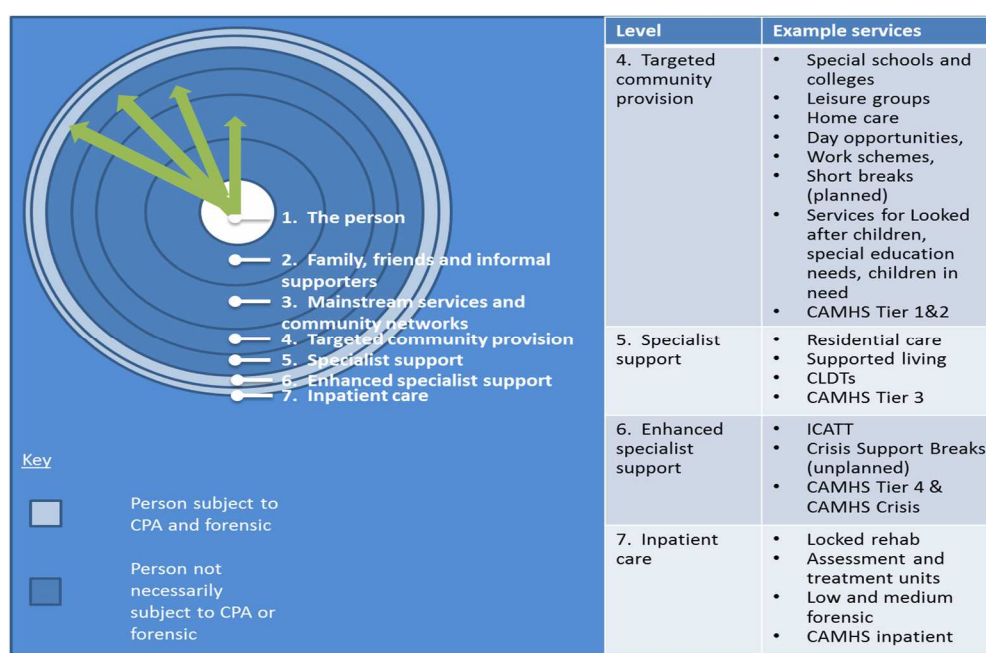 1. The person
2. Family, friends and informal
supporters
3. Mainstream services and
community networks
4. Targeted community provision
5. Specialist support
6. Enhanced specialist support
7. Inpatient care
Key
Person subject to
CPA and forensic
Person not
necessarily
subject to CPA or
forensic
Level
Example services
4. Targeted
community
provision
• Special schools and
colleges
• Leisure groups
• Home care
• Day opportunities,
• Work schemes,
• Short breaks
(planned)
• Services for Looked
after children,
special education
needs, children in
need
• CAMHS Tier 1&2
5. Specialist
support
• Residential care
• Supported living
• CLDTs
• CAMHS Tier 3
6. Enhanced
specialist
support
• ICATT
• Crisis Support Breaks
(unplanned)
• CAMHS Tier 4 &
CAMHS Crisis
7. Inpatient
care
• Locked rehab
• Assessment and
treatment units
• Low and medium
forensic
• CAMHS inpatient